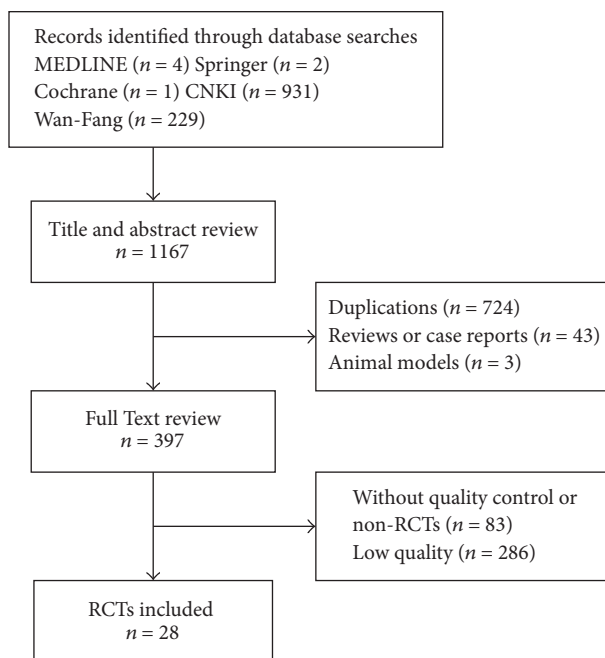 Records identified through database searches
MEDLINE (n = 4) Springer (n = 2)
Cochrane (n = 1) CNKI (n = 931)
Wan-Fang (n = 229)
Title and abstract review
n = 1167
Duplications (n = 724)
Reviews or case reports (n = 43)
Animal models (n = 3)
Full Text review
n = 397
Without quality control or
non-RCTs (n = 83)
Low quality (n = 286)
RCTs included
n = 28